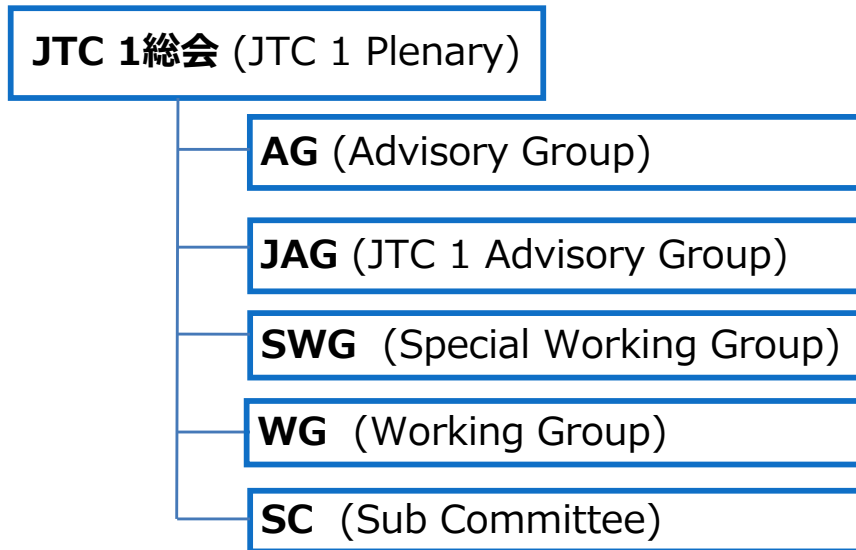 JTC 1総会 (JTC 1 Plenary)
AG (Advisory Group)
JAG (JTC 1 Advisory Group)
SWG (Special Working Group)
WG (Working Group)
SC (Sub Committee)